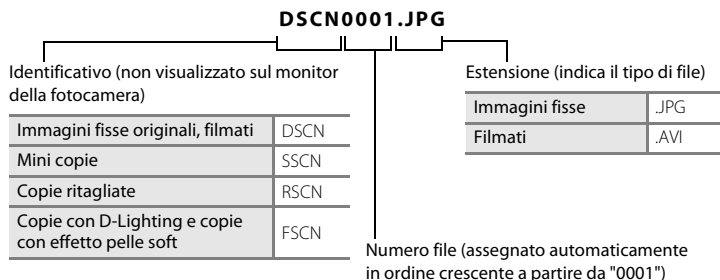 DSCN0001.JPG
Identificativo (non visualizzato sul monitor
della fotocamera)
Immagini fisse originali, filmati DSCN
Mini copie SSCN
Copie ritagliate RSCN
Copie con D-Lighting e copie
con effetto pelle soft FSCN
Estensione (indica il tipo di file)
Immagini fisse .JPG
Filmati .AVI
Numero file (assegnato automaticamente
in ordine crescente a partire da "0001")